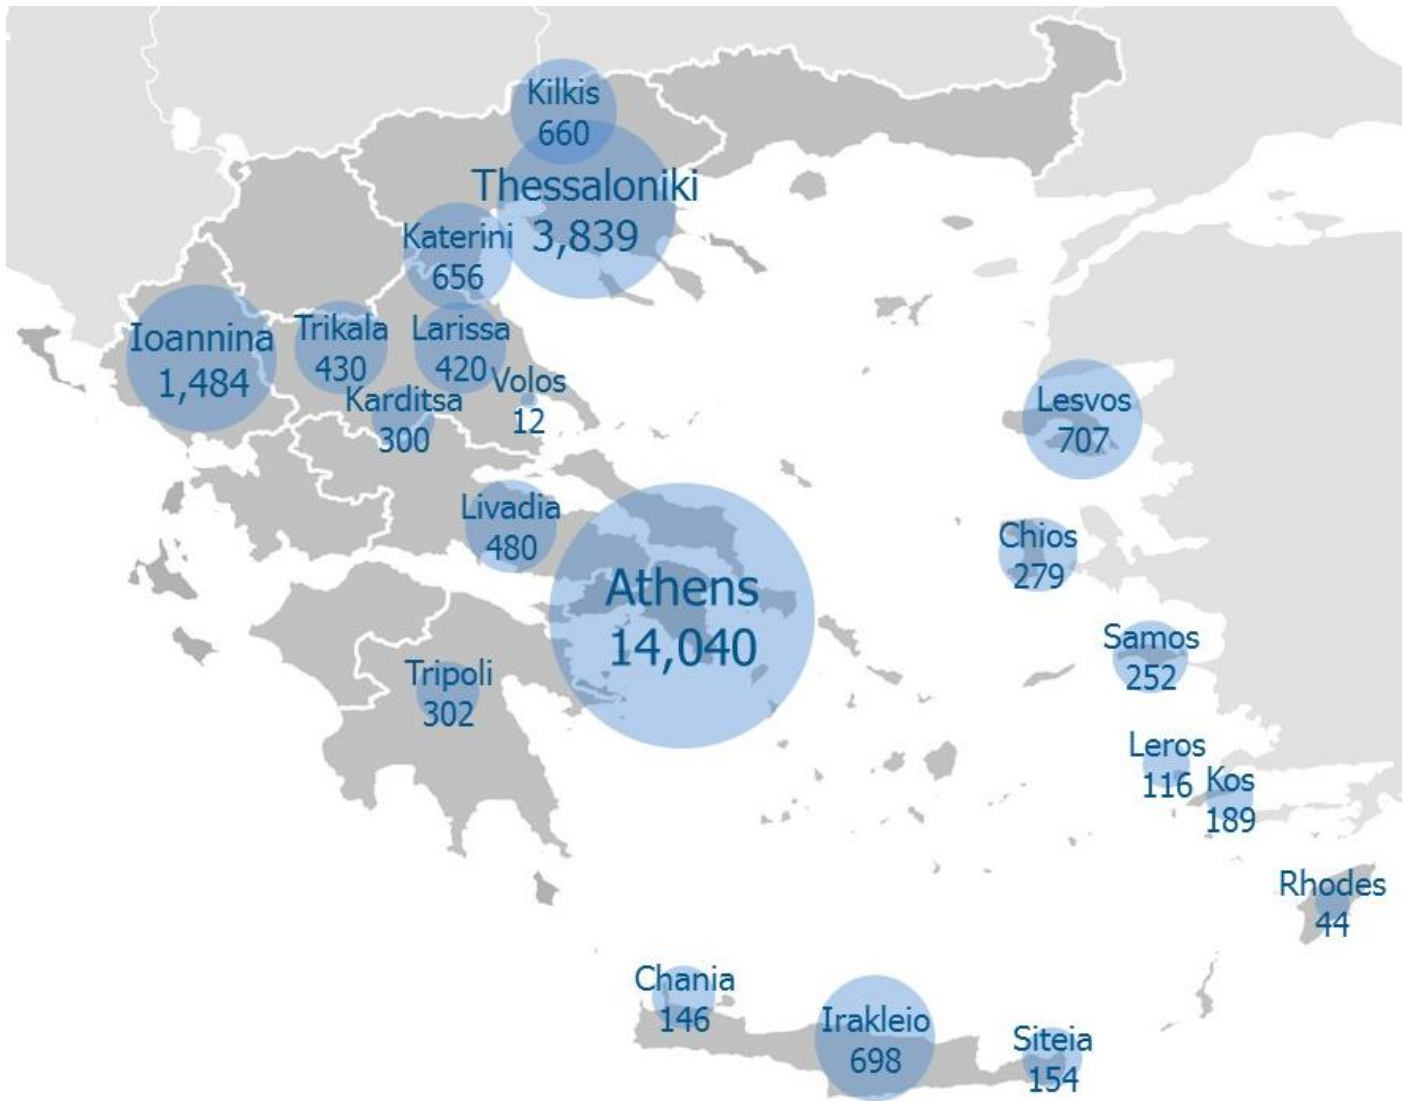 Kilkis
660
Thessaloniki
3,839
Katerini
656
Ioannina
1,484
Trikala
430
Larissa
420
Volos
12
Karditsa
300
Lesvos
707
Livadia
480
Chios
279
Athens
14,040
Samos
252
Tripoli
302
Leros
116
Kos
189
Rhodes
44
Chania
146
Irakleio
698
Siteia
154